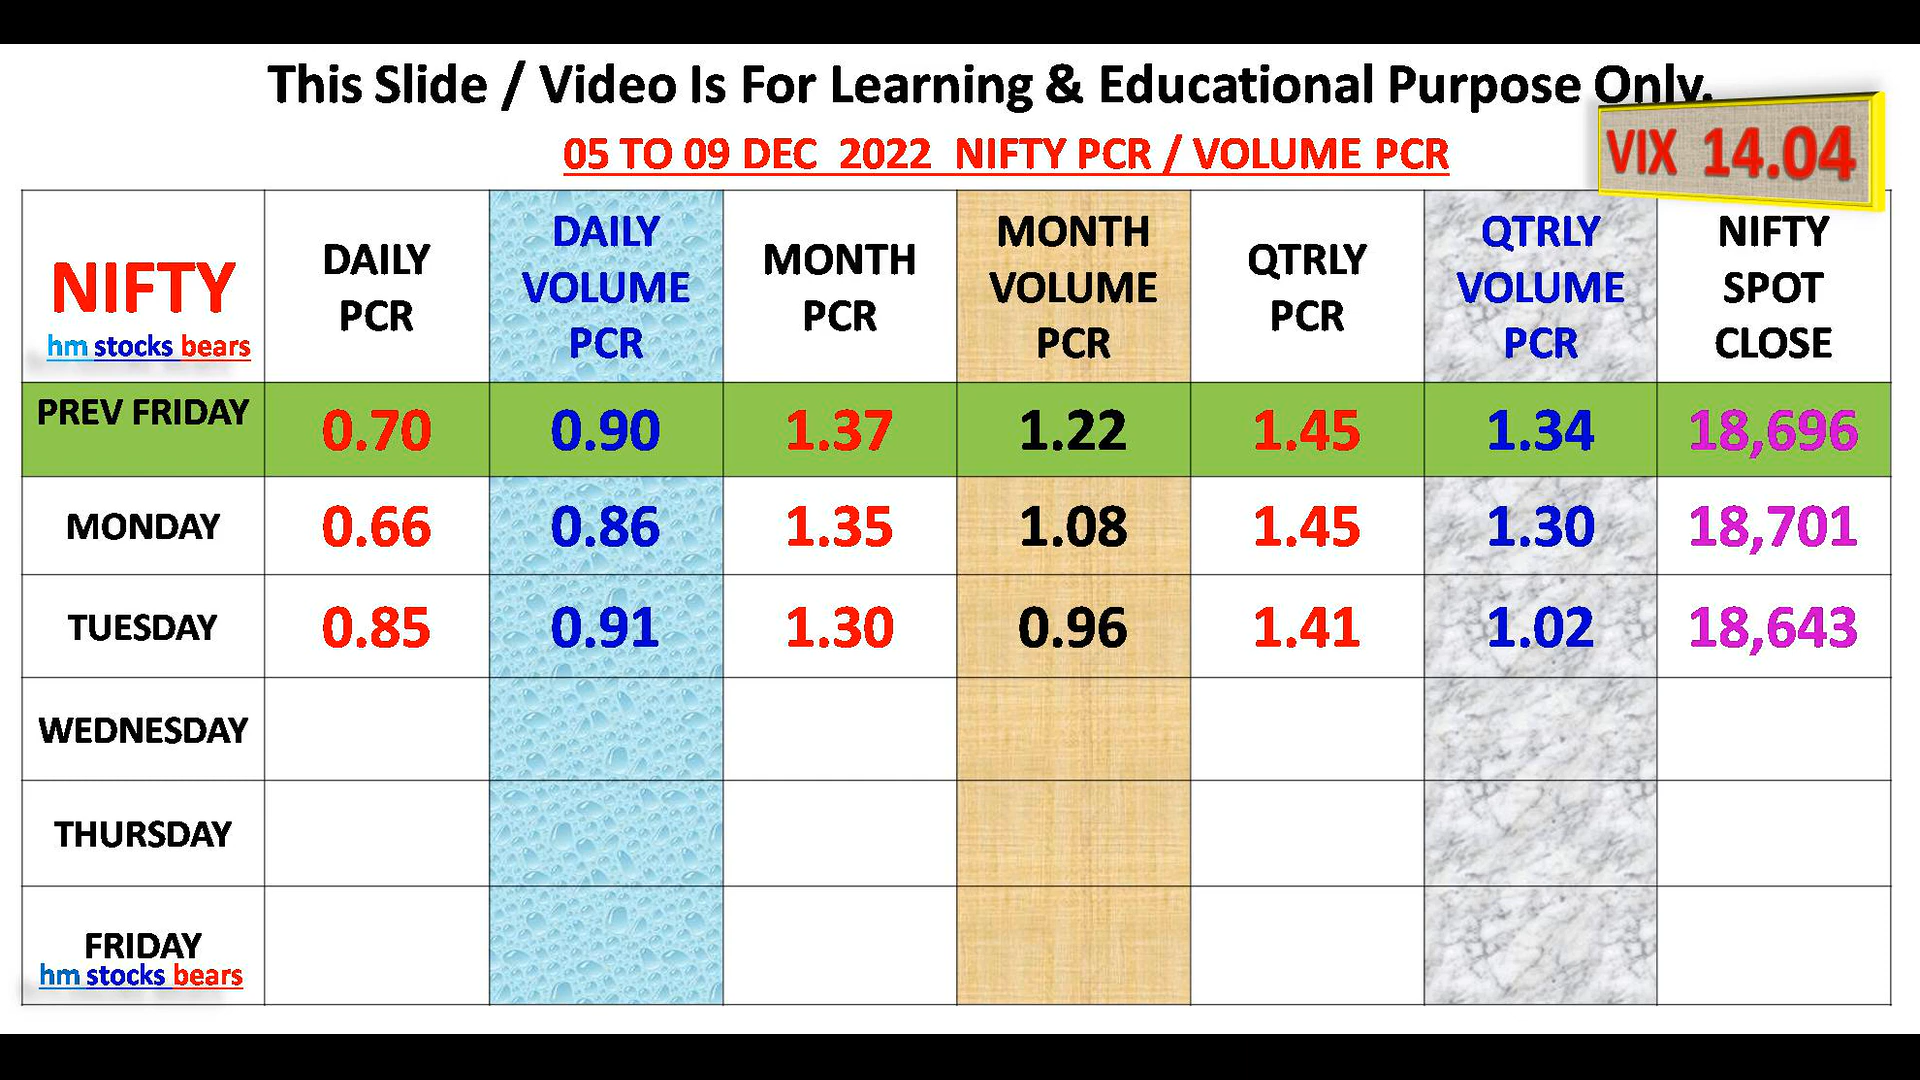 This Slide / Video Is For Learning & Educational Purpose Only.
05 TO 09 DEC 2022 NIFTY PCR / VOLUME PCR
VIX 14.04
NIFTY
hm stocks bears
DAILY
PCR
DAILY
VOLUME
PCR
MONTH
PCR
MONTH
VOLUME
PCR
QTRLY
PCR
QTRLY
VOLUME
PCR
NIFTY
SPOT
CLOSE
PREV FRIDAY 0.70 0.90 1.37 1.22 1.45 1.34 18,696
MONDAY 0.66 0.86 1.35 1.08 1.45 1.30 18,701
TUESDAY 0.85 0.91 1.30 0.96 1.41 1.02 18,643
WEDNESDAY
THURSDAY
FRIDAY
hm stocks bears